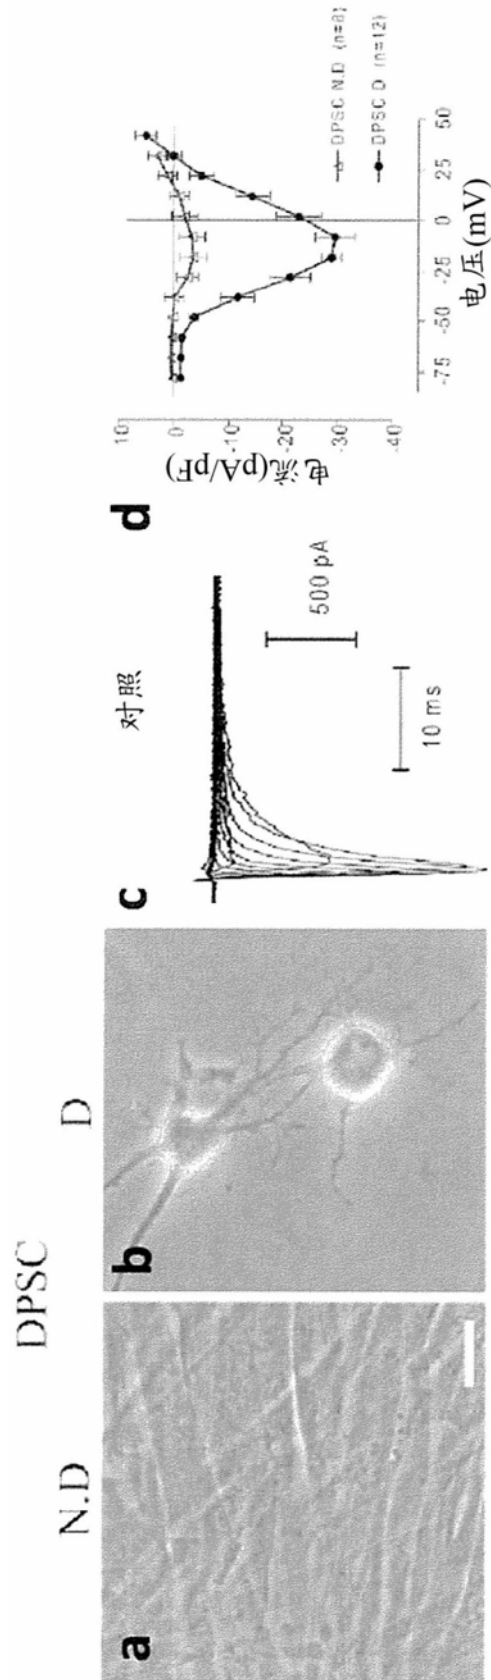 DPSC
N.D
D
a
b
c
对照
500 pA
10 ms
d
电流(pA/pF)
10
0
-10
-20
-30
-40
-75
-50
-25
0
25
50
电压(mV)
DPSC N.D (n=8)
DPSC D (n=12)